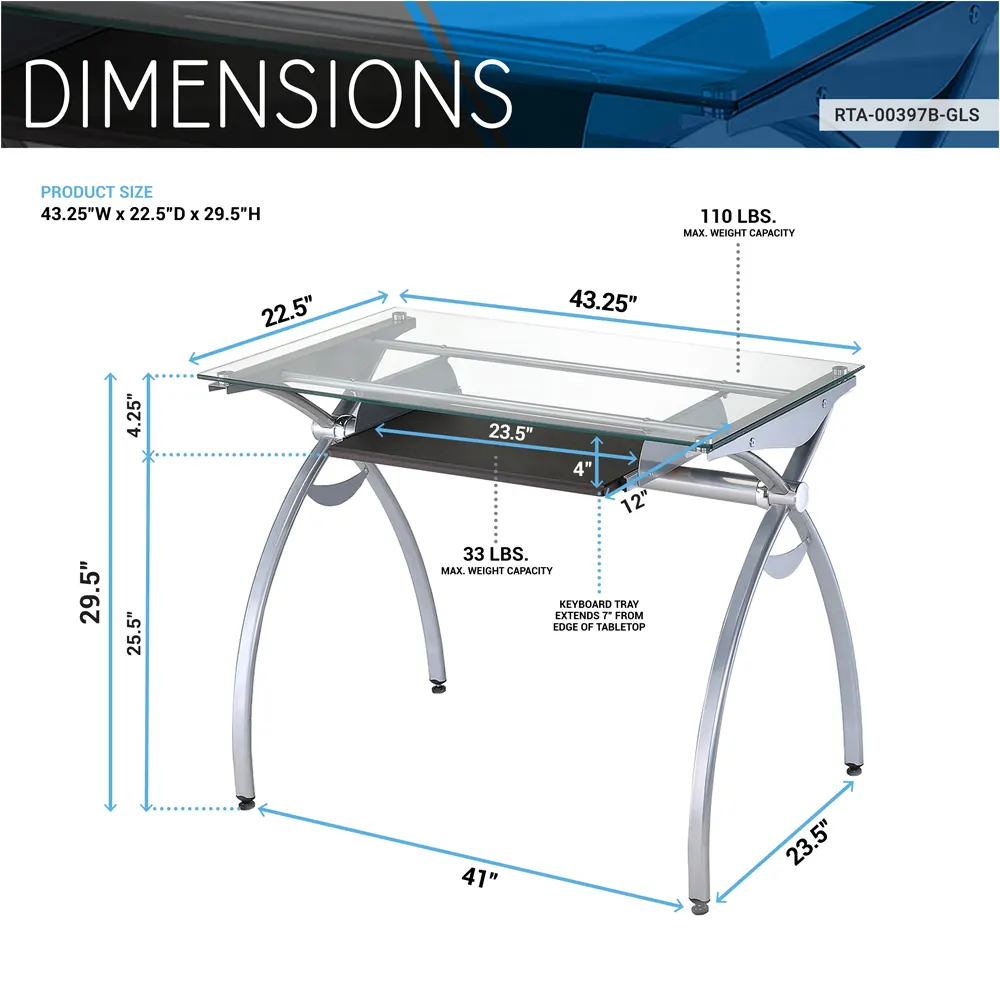 DIMENSIONS
RTA-00397B-GLS
PRODUCT SIZE
43.25"W x 22.5"D x 29.5"H
110 LBS.
MAX. WEIGHT CAPACITY
22.5"
43.25"
4.25"
23.5"
4"
12"
33 LBS.
MAX. WEIGHT CAPACITY
29.5"
25.5"
KEYBOARD TRAY
EXTENDS 7" FROM
EDGE OF TABLETOP
23.5"
41"